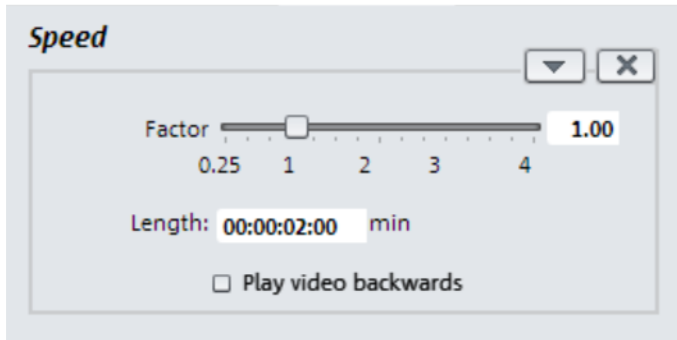 Speed
Factor 1.00
0.25 1 2 3 4
Length: 00:00:02:00 min
Play video backwards